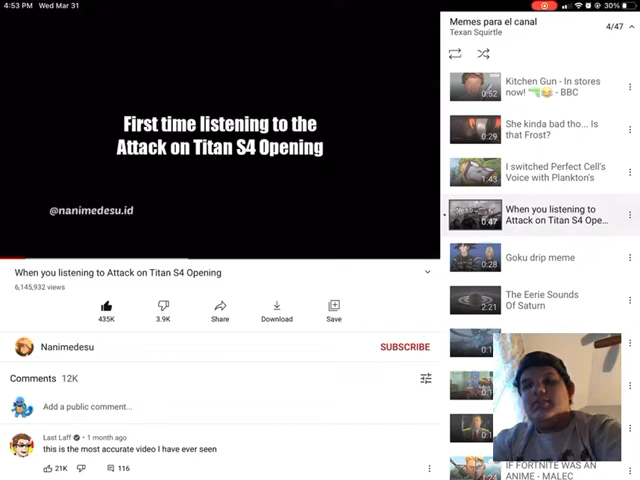 4:53 PM Wed Mar 31
30%
First time listening to the
Attack on Titan S4 Opening
@nanimedesu.id
When you listening to Attack on Titan S4 Opening
6,145,932 views
435K
3.9K
Share
Download
Save
Nanimedesu
SUBSCRIBE
Comments 12K
Add a public comment...
Last Laff • 1 month ago
this is the most accurate video I have ever seen
21K
116
Memes para el canal
Texan Squirtle
4/47
Kitchen Gun - In stores
now! 🔫😂 - BBC
0:52
She kinda bad tho... Is
that Frost?
0:29
I switched Perfect Cell's
Voice with Plankton's
1:43
When you listening to
Attack on Titan S4 Ope...
0:47
Goku drip meme
0:28
The Eerie Sounds
Of Saturn
2:21
IF FORTNITE WAS AN
ANIME - MALEC